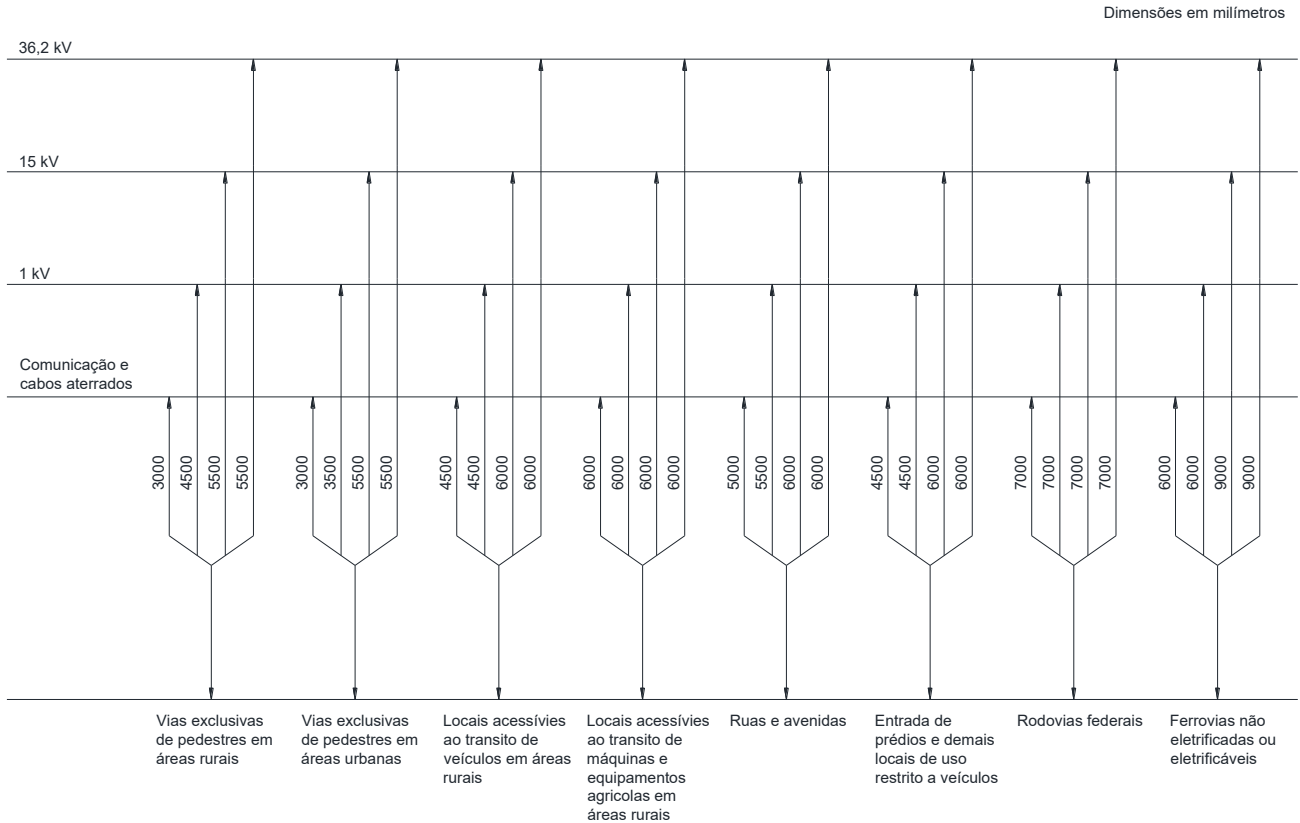 Dimensões em milímetros
36,2 kV
15 kV
1 kV
Comunicação e
cabos aterrados
3000
4500
5500
5500
3000
3500
5500
5500
4500
4500
6000
6000
6000
6000
6000
6000
5000
5500
6000
6000
4500
4500
6000
6000
7000
7000
7000
7000
6000
6000
9000
9000
Vias exclusivas
de pedestres em
áreas rurais
Vias exclusivas
de pedestres em
áreas urbanas
Locais acessívies
ao transito de
veículos em áreas
rurais
Locais acessívies
ao transito de
máquinas e
equipamentos
agricolas em
áreas rurais
Ruas e avenidas
Entrada de
prédios e demais
locais de uso
restrito a veículos
Rodovias federais
Ferrovias não
eletrificadas ou
eletrificáveis